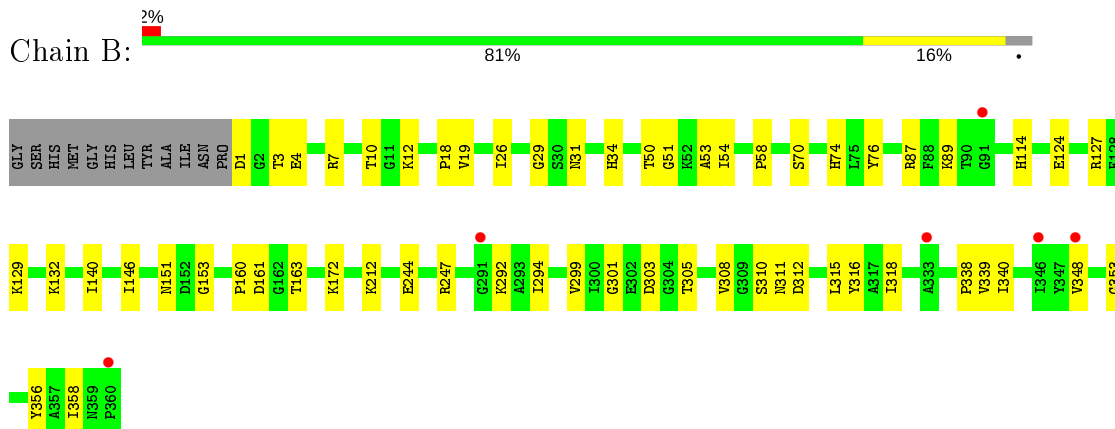 2%
Chain B:
81% 16% •
GLY SER HIS MET GLY HIS LEU TYR ALA ILE ASN PRO D1 G2 T3 E4 R7 T10 G11 K12 P18 V19 I26 G29 S30 N31 H34 T50 G51 K52 A53 I54 P58 S70 H74 L75 Y76 R87 F88 K89 T90 G91 H114 E124 R127 E128
K129 K132 I140 I146 N151 D152 G153 P160 D161 G162 T163 K172 K212 E244 R247 G291 K292 A293 I294 V299 I300 G301 E302 D303 G304 T305 V308 G309 S310 N311 D312 L315 Y316 A317 I318 A333 P338 V339 I340 I346 Y347 V348
Y356 A357 I358 N359 P360